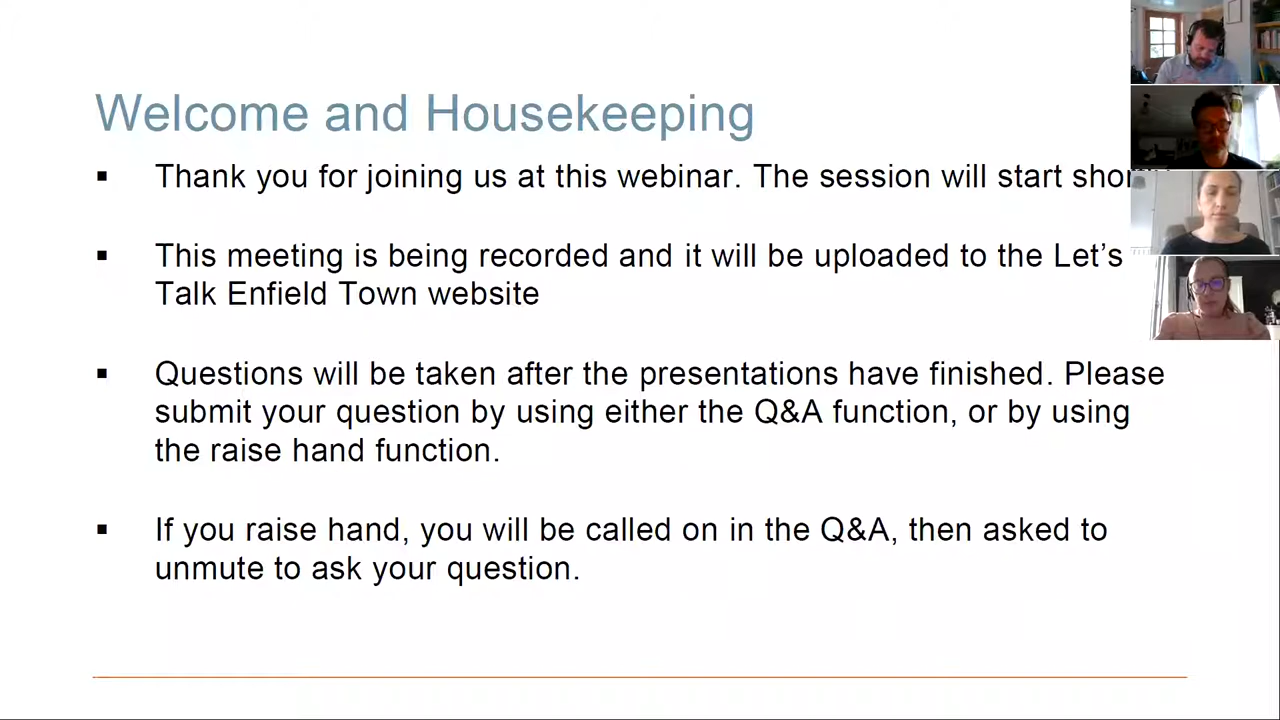 Welcome and Housekeeping
Thank you for joining us at this webinar. The session will start
This meeting is being recorded and it will be uploaded to the Let’s
Talk Enfield Town website
Questions will be taken after the presentations have finished. Please
submit your question by using either the Q&A function, or by using
the raise hand function.
If you raise hand, you will be called on in the Q&A, then asked to
unmute to ask your question.